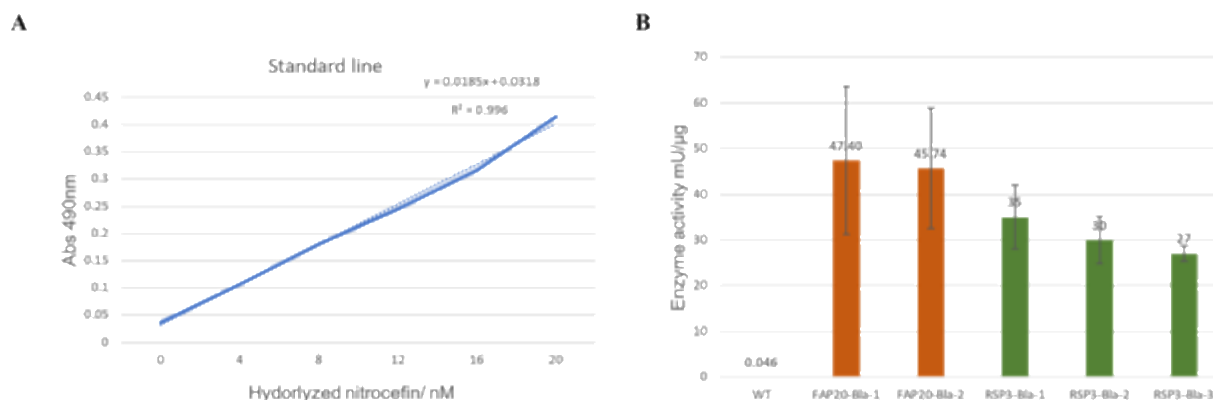 A
Standard line
y = 0.0185x + 0.0318
R² = 0.996
Abs 490nm
0.45
0.4
0.35
0.3
0.25
0.2
0.15
0.1
0.05
0
0 4 8 12 16 20
Hydorlyzed nitrocefin/ nM
B
Enzyme activity mU/µg
70
60
50
40
30
20
10
0
0.046
47.40
45.74
35
30
27
WT FAP20-Bla-1 FAP20-Bla-2 RSP3-Bla-1 RSP3-Bla-2 RSP3-Bla-3